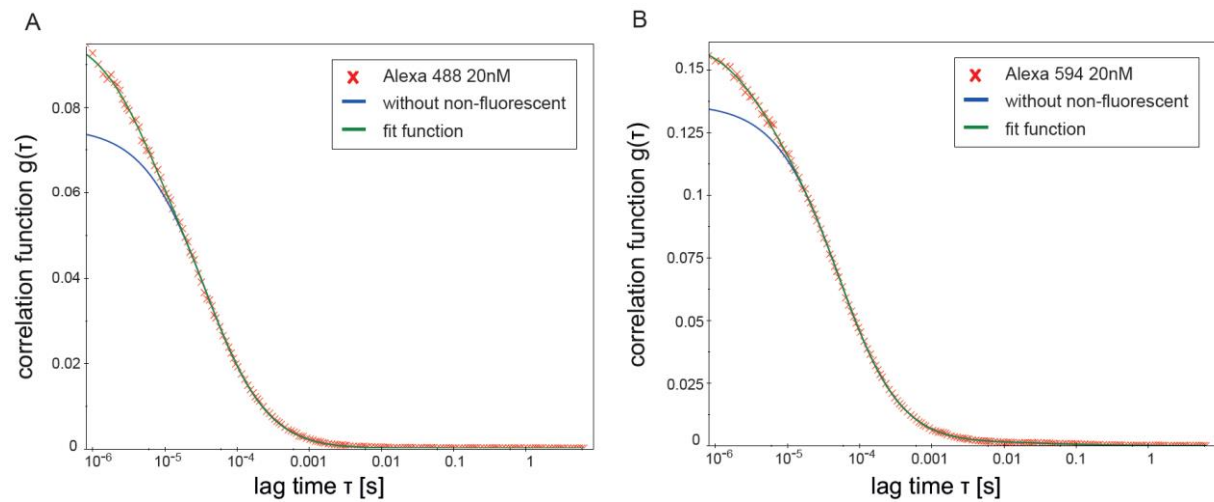 A
correlation function g(τ)
0.08
0.06
0.04
0.02
0
Alexa 488 20nM
without non-fluorescent
fit function
10⁻⁶
10⁻⁵
10⁻⁴
0.001
0.01
0.1
1
lag time τ [s]
B
correlation function g(τ)
0.15
0.125
0.1
0.075
0.05
0.025
0
Alexa 594 20nM
without non-fluorescent
fit function
10⁻⁶
10⁻⁵
10⁻⁴
0.001
0.01
0.1
1
lag time τ [s]